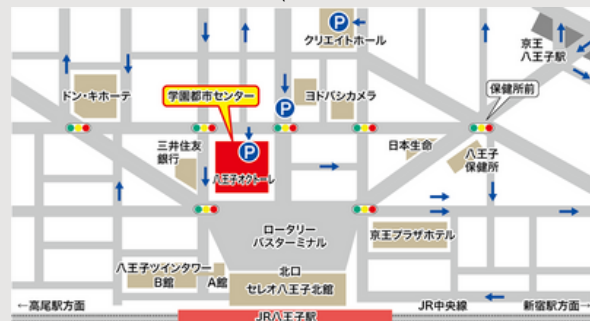 P
クリエイトホール
京王
八王子駅
ドン・キホーテ
学園都市センター
P
ヨドバシカメラ
保健所前
三井住友
銀行
P
八王子オクトーレ
日本生命
八王子
保健所
ロータリー
バスターミナル
京王プラザホテル
八王子ツインタワー
B館
A館
北口
セレオ八王子北館
←高尾駅方面
JR中央線
新宿駅方面→
JR八王子駅